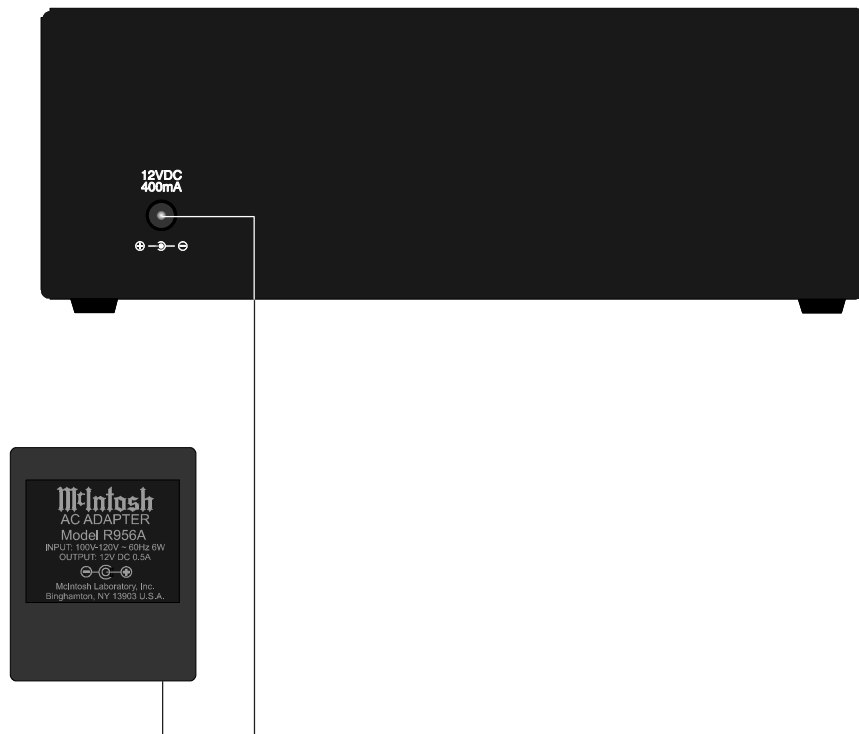 12VDC
400mA
McIntosh
AC ADAPTER
Model R956A
INPUT: 100V-120V ~ 60Hz 6W
OUTPUT: 12V DC 0.5A
McIntosh Laboratory, Inc.
Binghamton, NY 13903 U.S.A.